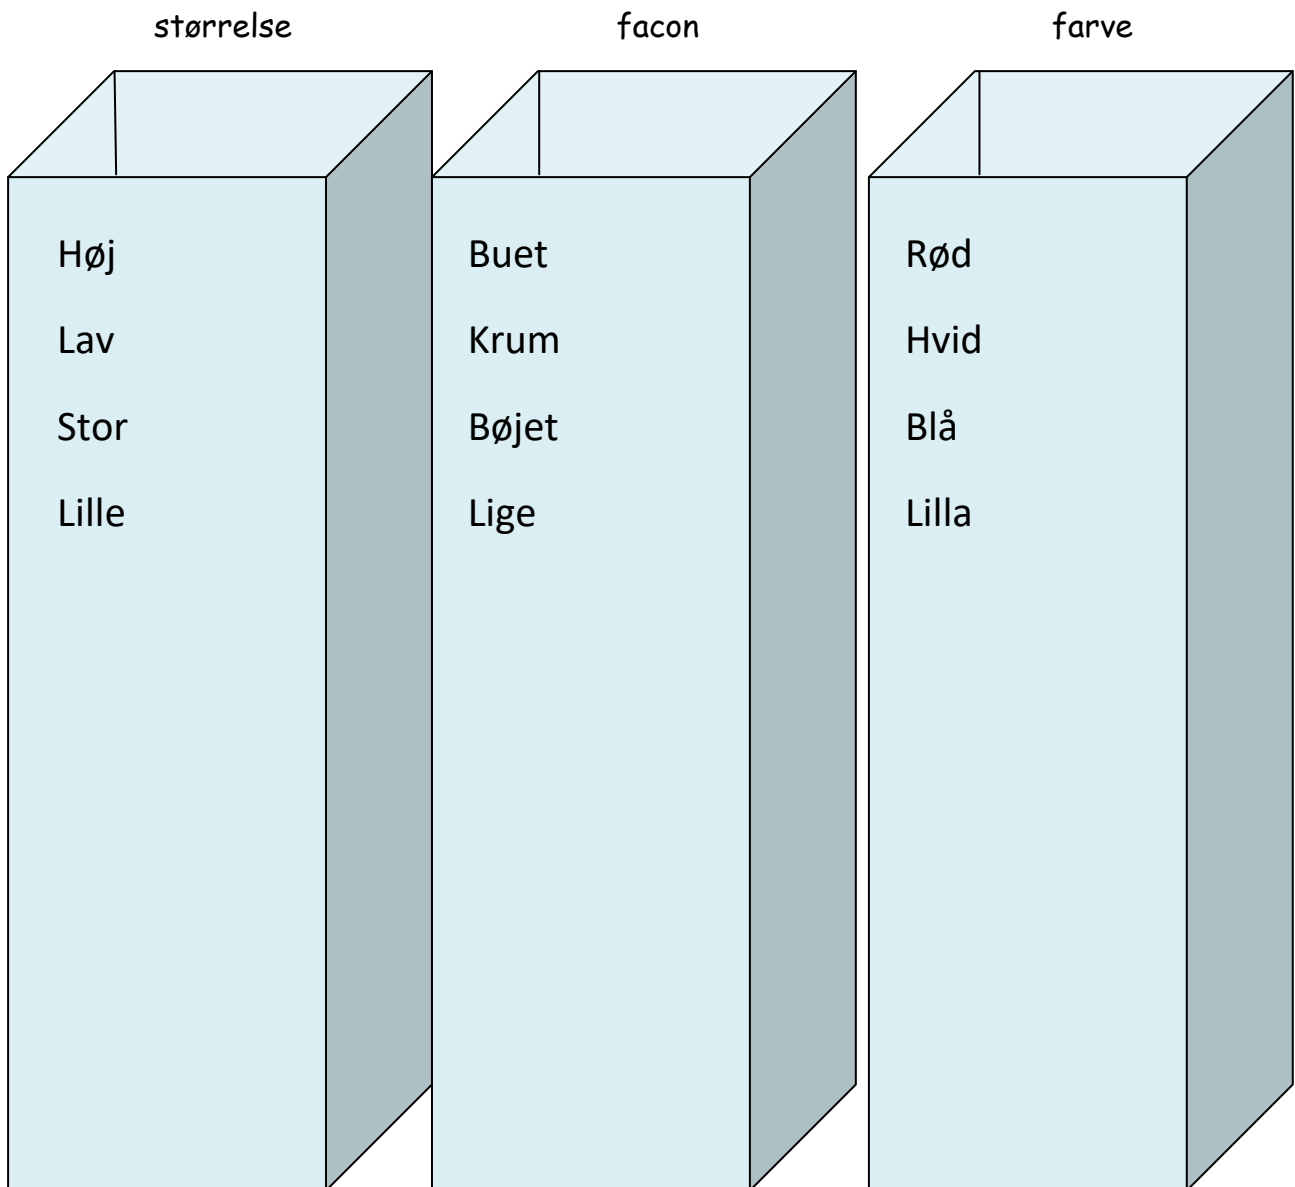 størrelse
facon
farve
Høj
Lav
Stor
Lille
Buet
Krum
Bøjet
Lige
Rød
Hvid
Blå
Lilla